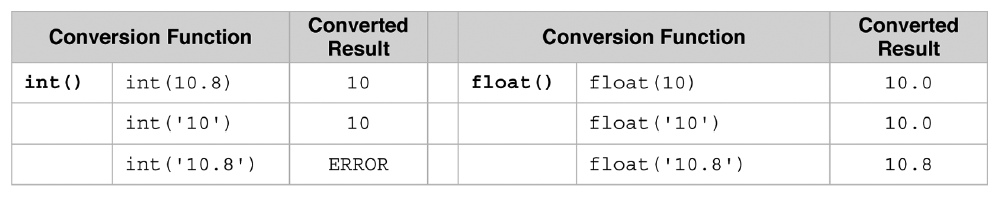 Conversion Function Converted Result Conversion Function Converted Result
int() int(10.8) 10 float() float(10) 10.0
int('10') 10 float('10') 10.0
int('10.8') ERROR float('10.8') 10.8